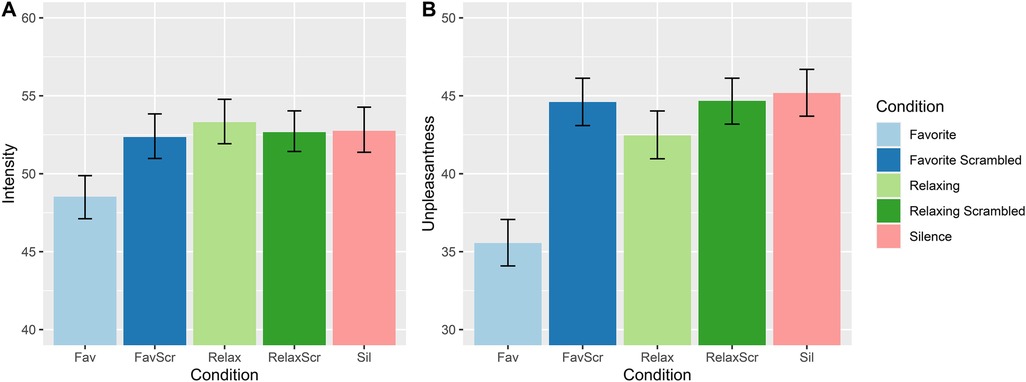 A
60
55
50
45
40
Intensity
Fav
FavScr
Relax
RelaxScr
Sil
Condition
B
50
45
40
35
30
Unpleasantness
Fav
FavScr
Relax
RelaxScr
Sil
Condition
Condition
Favorite
Favorite Scrambled
Relaxing
Relaxing Scrambled
Silence